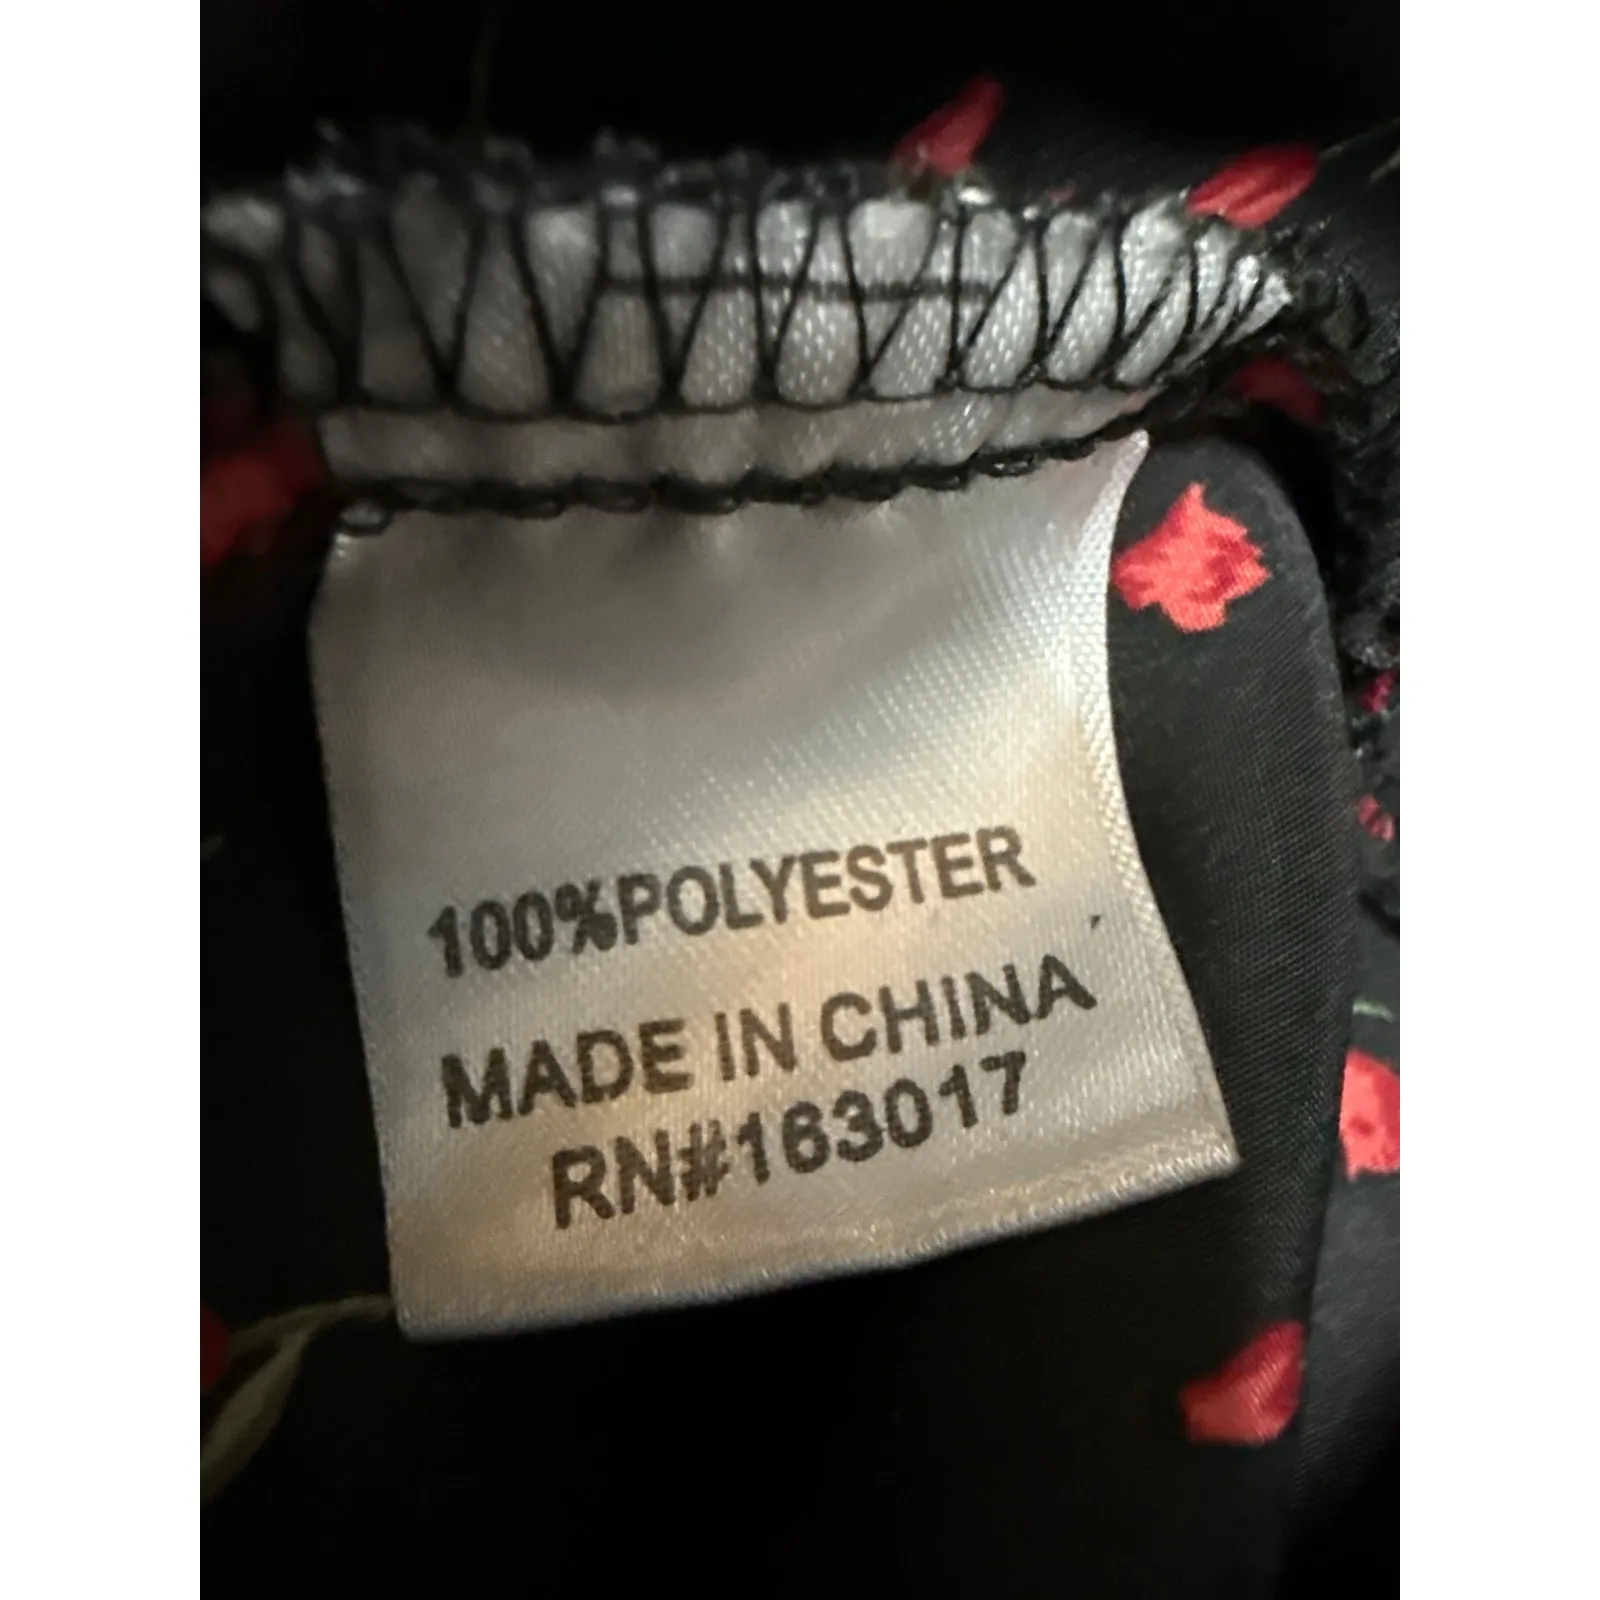 100%POLYESTER
MADE IN CHINA
RN#163017